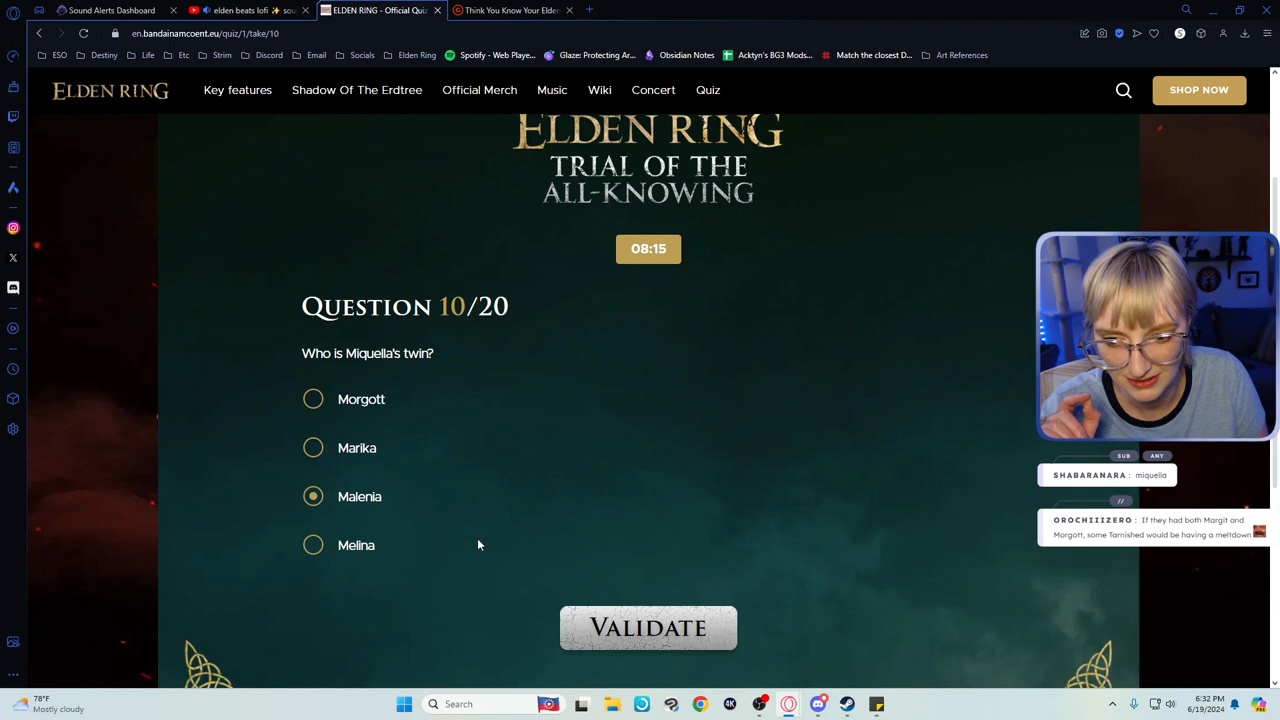 Sound Alerts Dashboard
elden beats lofi ✨ sou
ELDEN RING - Official Quiz
Think You Know Your Elden
en.bandainamcoent.eu/quiz/1/take/10
ESO
Destiny
Life
Etc
Strim
Discord
Email
Socials
Elden Ring
Spotify - Web Playe...
Glaze: Protecting Ar...
Obsidian Notes
Acktyn's BG3 Mods...
Match the Correct D...
Art References
ELDEN RING
Key features
Shadow Of The Erdtree
Official Merch
Music
Wiki
Concert
Quiz
SHOP NOW
ELDEN RING
TRIAL OF THE
ALL-KNOWING
08:15
QUESTION 10/20
Who is Miquella's twin?
Morgott
Marika
Malenia
Melina
VALIDATE
SUB
ANY
SHABARANARA : miquella
//
OROCHIIIZERO : If they had both Margit and
Morgott, some Tarnished would be having a meltdown
78°F
Mostly cloudy
Search
4K
6:32 PM
6/19/2024